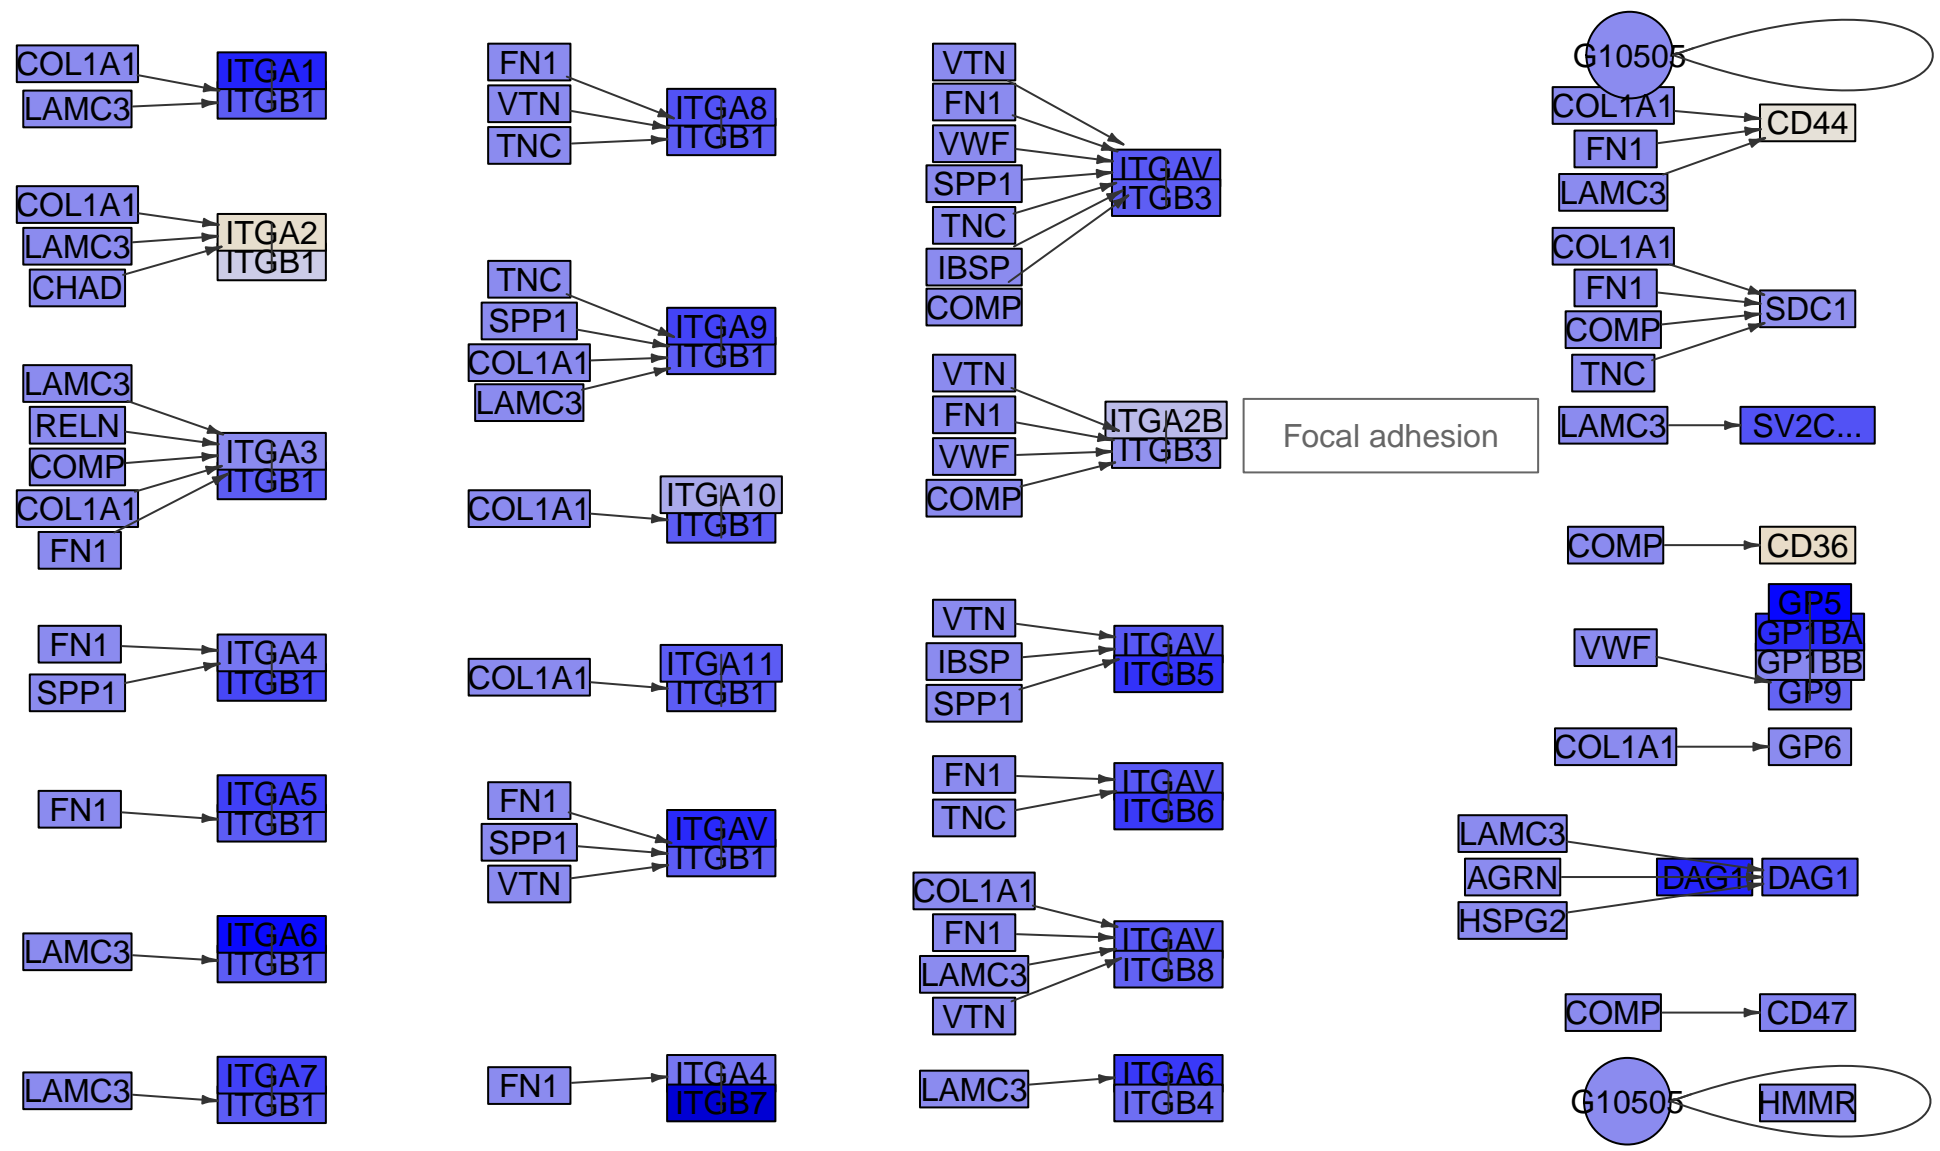 COL1A1
LAMC3
ITGA1
ITGB1
COL1A1
LAMC3
CHAD
ITGA2
ITGB1
LAMC3
RELN
COMP
COL1A1
FN1
ITGA3
ITGB1
FN1
SPP1
ITGA4
ITGB1
FN1
ITGA5
ITGB1
LAMC3
ITGA6
ITGB1
LAMC3
ITGA7
ITGB1
FN1
VTN
TNC
ITGA8
ITGB1
TNC
SPP1
COL1A1
LAMC3
ITGA9
ITGB1
COL1A1
ITGA10
ITGB1
COL1A1
ITGA11
ITGB1
FN1
SPP1
VTN
ITGAV
ITGB1
FN1
ITGA4
ITGB7
VTN
FN1
VWF
SPP1
TNC
IBSP
COMP
ITGAV
ITGB3
VTN
FN1
VWF
COMP
ITGA2B
ITGB3
Focal adhesion
VTN
IBSP
SPP1
ITGAV
ITGB5
FN1
TNC
ITGAV
ITGB6
COL1A1
FN1
LAMC3
VTN
ITGAV
ITGB8
LAMC3
ITGA6
ITGB4
G10505
COL1A1
FN1
LAMC3
CD44
COL1A1
FN1
COMP
TNC
SDC1
LAMC3
SV2C...
COMP
CD36
VWF
GP5
GP1BA
GP1BB
GP9
COL1A1
GP6
LAMC3
AGRN
HSPG2
DAG1
DAG1
COMP
CD47
G10505
HMMR